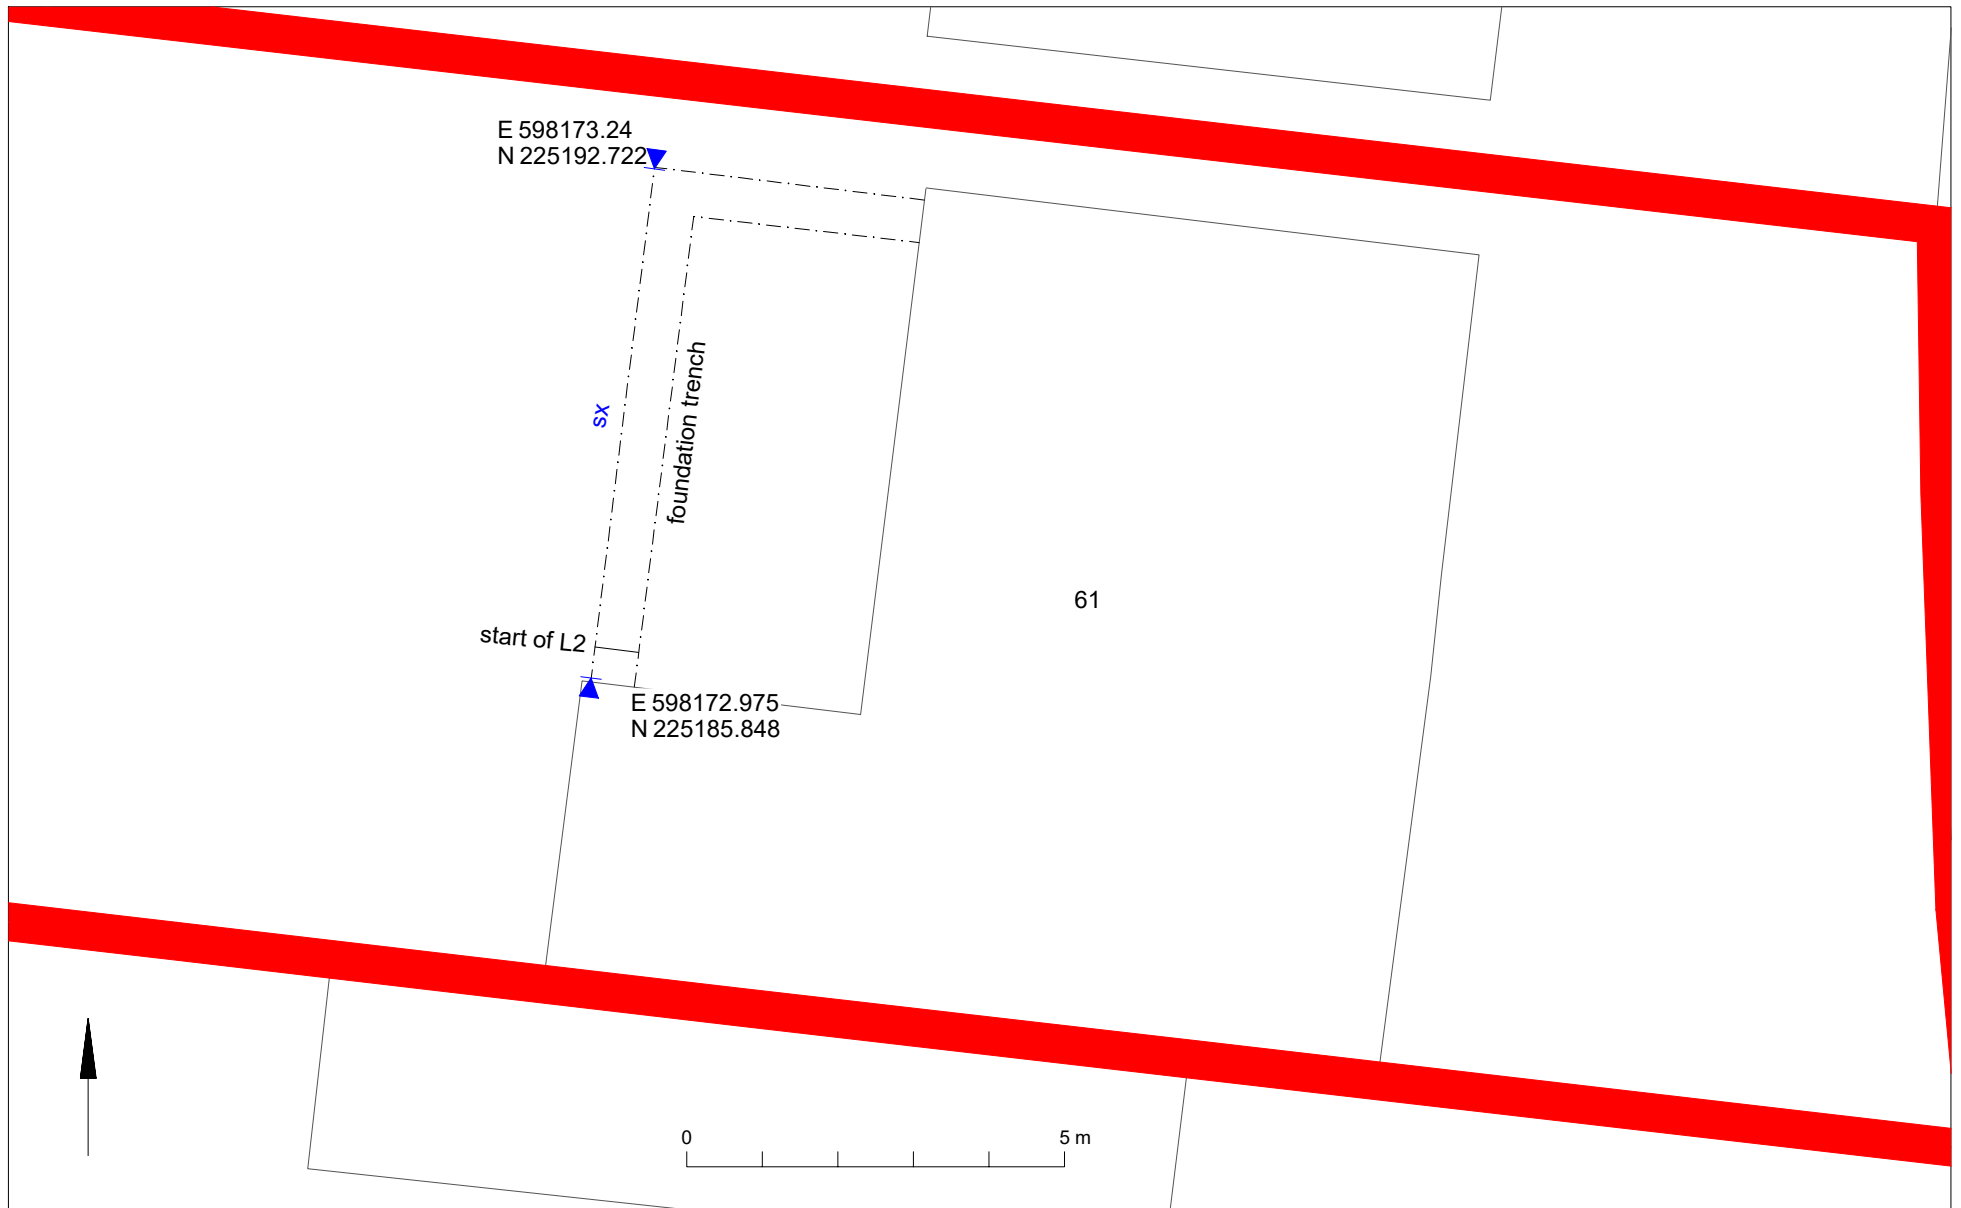 E 598173.24
N 225192.722
sx
foundation trench
61
start of L2
E 598172.975
N 225185.848
0
5 m